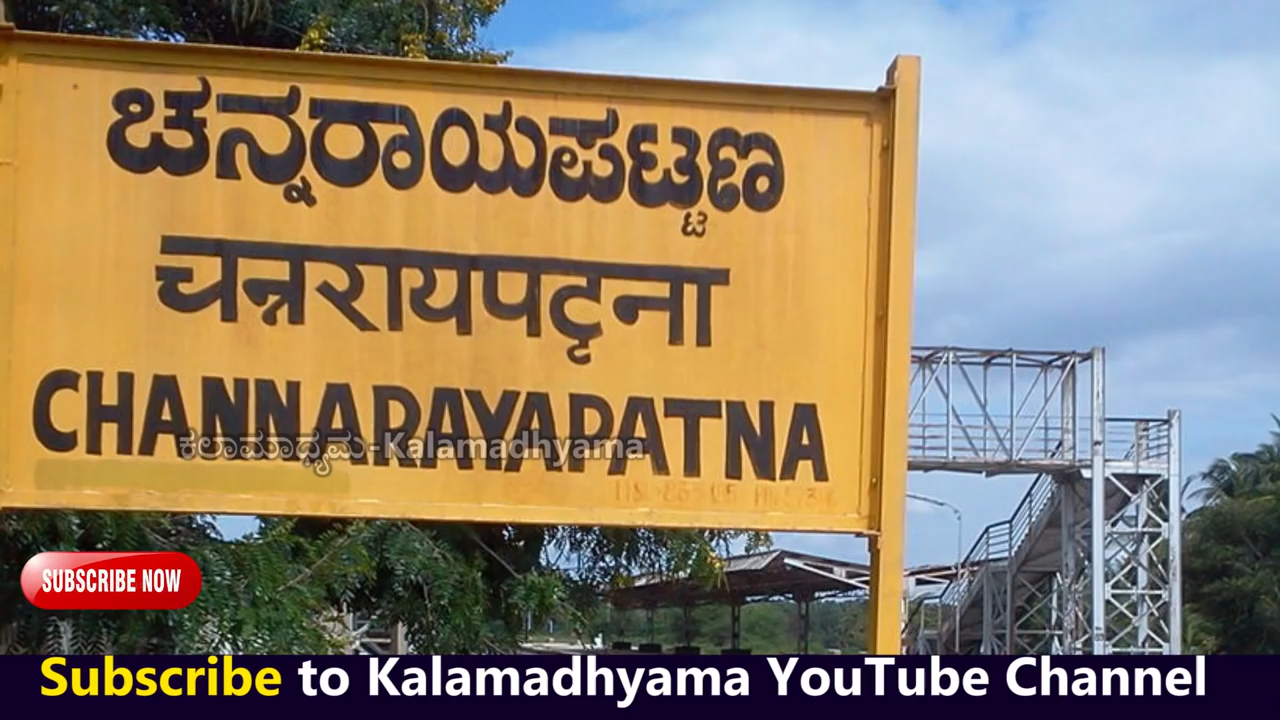 ಚನ್ನರಾಯಪಟ್ಟಣ
चन्नरायपट्टना
CHANNARAYAPATNA
ಕಲಾಮಾಧ್ಯಮ-Kalamadhyama
SUBSCRIBE NOW
Subscribe to Kalamadhyama YouTube Channel